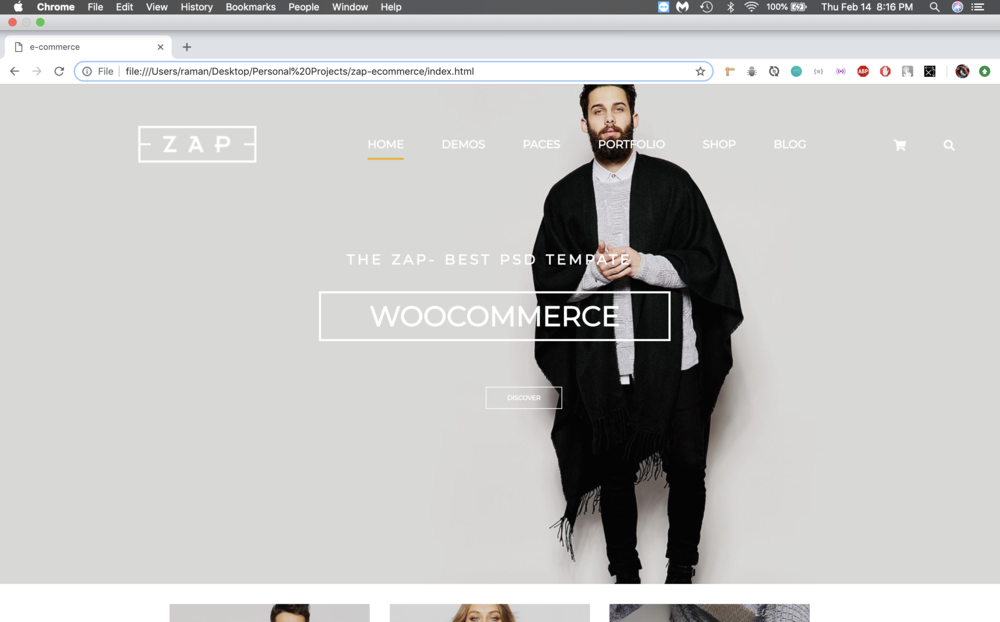 Chrome File Edit View History Bookmarks People Window Help 100% Thu Feb 14 8:16 PM
e-commerce
File file:///Users/raman/Desktop/Personal%20Projects/zap-ecommerce/index.html ABP
ZAP HOME DEMOS PACES PORTFOLIO SHOP BLOG
THE ZAP- BEST PSD TEMPATE
WOOCOMMERCE
DISCOVER